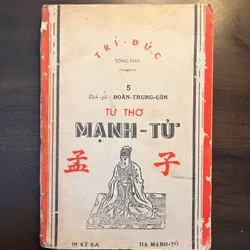 TRÍ-ĐỨC
TÒNG-THƠ
5
Dịch-giả: ĐOÀN-TRUNG-CÒN
TỨ THƠ
MẠNH-TỬ
孟子
IN KỲ BA
HẠ MẠNH-TỬ